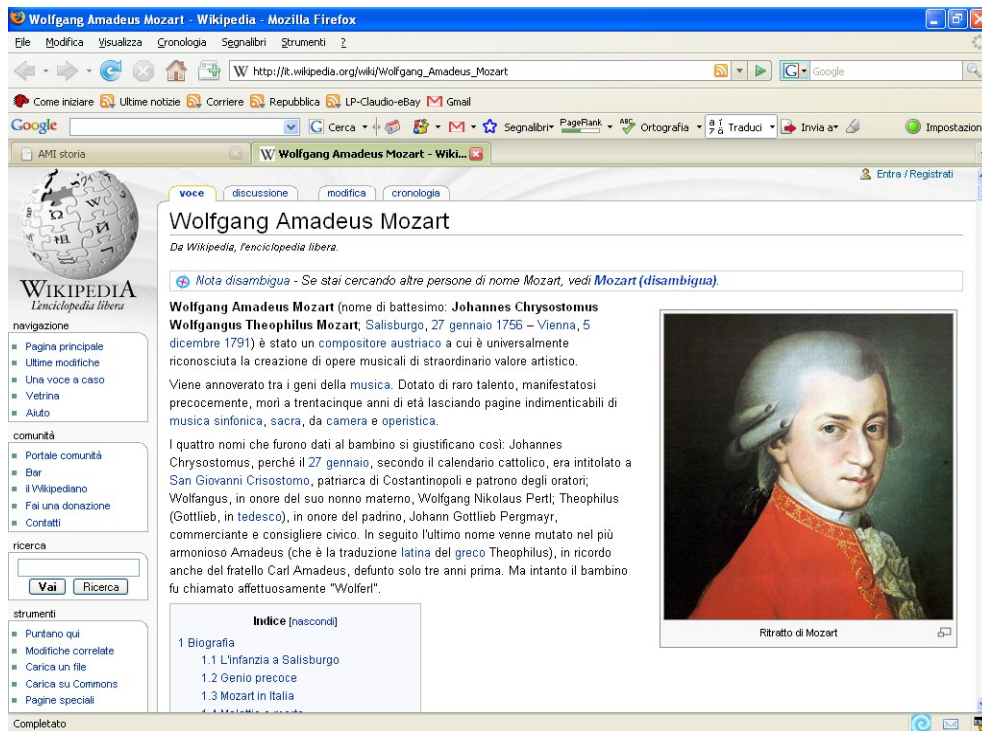 Wolfgang Amadeus Mozart - Wikipedia - Mozilla Firefox
File Modifica Visualizza Cronologia Segnalibri Strumenti ?
W http://it.wikipedia.org/wiki/Wolfgang_Amadeus_Mozart G Google
Come iniziare Ultime notizie Corriere Repubblica LP-Claudio-eBay Gmail
Google G Cerca Segnalibri PageRank ABC Ortografia Traduci Invia a Impostazion
AMI storia W Wolfgang Amadeus Mozart - Wiki...
Entra / Registrati
voce discussione modifica cronologia
Wolfgang Amadeus Mozart
Da Wikipedia, l'enciclopedia libera.
Nota disambigua - Se stai cercando altre persone di nome Mozart, vedi Mozart (disambigua).
WIKIPEDIA
L'enciclopedia libera
navigazione
Pagina principale
Ultime modifiche
Una voce a caso
Vetrina
Aiuto
comunità
Portale comunità
Bar
il Wikipediano
Fai una donazione
Contatti
ricerca
Vai Ricerca
strumenti
Puntano qui
Modifiche correlate
Carica un file
Carica su Commons
Pagine speciali
Wolfgang Amadeus Mozart (nome di battesimo: Johannes Chrysostomus
Wolfgangus Theophilus Mozart; Salisburgo, 27 gennaio 1756 – Vienna, 5
dicembre 1791) è stato un compositore austriaco a cui è universalmente
riconosciuta la creazione di opere musicali di straordinario valore artistico.
Viene annoverato tra i geni della musica. Dotato di raro talento, manifestatosi
precocemente, morì a trentacinque anni di età lasciando pagine indimenticabili di
musica sinfonica, sacra, da camera e operistica.
I quattro nomi che furono dati al bambino si giustificano così: Johannes
Chrysostomus, perché il 27 gennaio, secondo il calendario cattolico, era intitolato a
San Giovanni Crisostomo, patriarca di Costantinopoli e patrono degli oratori;
Wolfangus, in onore del suo nonno materno, Wolfgang Nikolaus Pertl; Theophilus
(Gottlieb, in tedesco), in onore del padrino, Johann Gottlieb Pergmayr,
commerciante e consigliere civico. In seguito l'ultimo nome venne mutato nel più
armonioso Amadeus (che è la traduzione latina del greco Theophilus), in ricordo
anche del fratello Carl Amadeus, defunto solo tre anni prima. Ma intanto il bambino
fu chiamato affettuosamente "Wolferl".
Ritratto di Mozart
Indice [nascondi]
1 Biografia
1.1 L'infanzia a Salisburgo
1.2 Genio precoce
1.3 Mozart in Italia
Completato